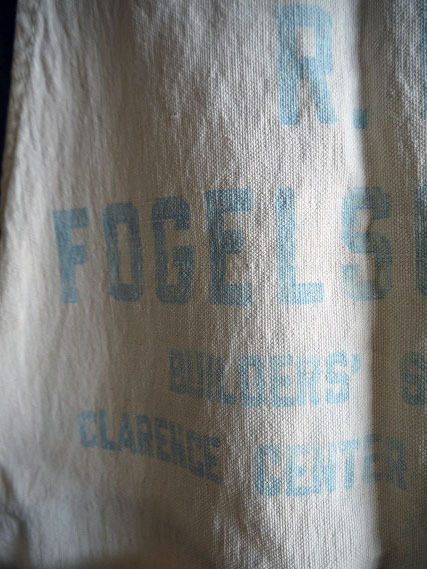 R.
FOGELS
BUILDERS' S
CLARENCE CENTER